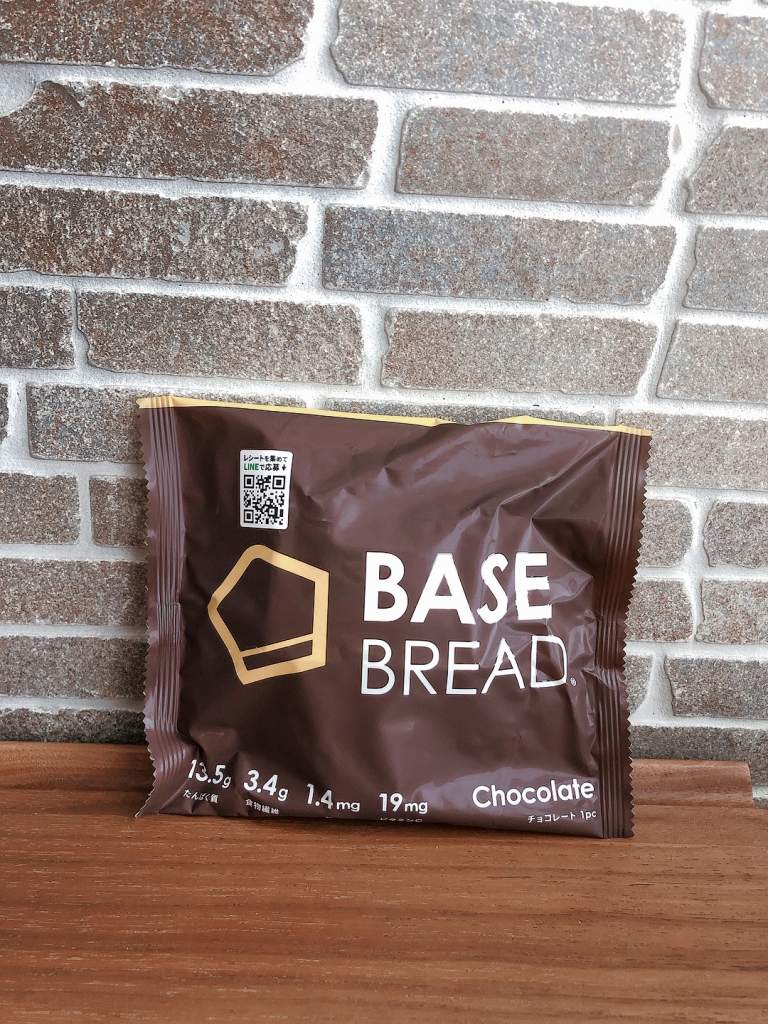 レシートを集めて
LINEで応募
BASE
BREAD®
13.5g 3.4g 1.4mg 19mg
たんぱく質 食物繊維
Chocolate
チョコレート 1pc